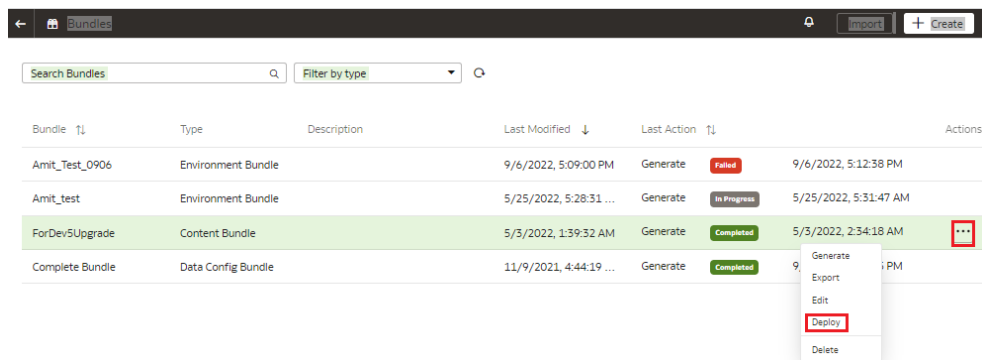 Bundles Import + Create
Search Bundles Filter by type
Bundle Type Description Last Modified Last Action Actions
Amit_Test_0906 Environment Bundle 9/6/2022, 5:09:00 PM Generate Failed 9/6/2022, 5:12:38 PM
Amit_test Environment Bundle 5/25/2022, 5:28:31 ... Generate In Progress 5/25/2022, 5:31:47 AM
ForDev5Upgrade Content Bundle 5/3/2022, 1:39:32 AM Generate Completed 5/3/2022, 2:34:18 AM ...
Complete Bundle Data Config Bundle 11/9/2021, 4:44:19 ... Generate Completed PM
Generate
Export
Edit
Deploy
Delete